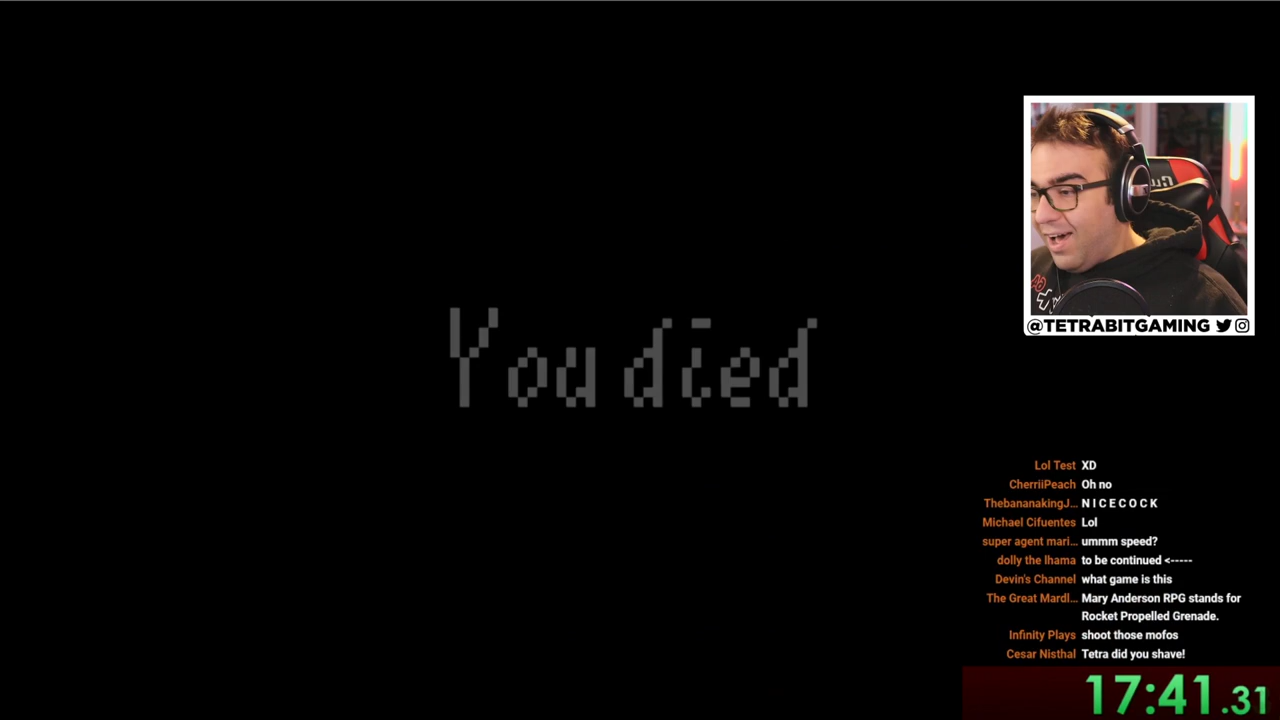 You died
@TETRABITGAMING
Lol Test XD
CherriiPeach Oh no
ThebananakingJ... N I C E C O C K
Michael Cifuentes Lol
super agent mari... ummm speed?
dolly the lhama to be continued <-----
Devin's Channel what game is this
The Great Mardl... Mary Anderson RPG stands for
Rocket Propelled Grenade.
Infinity Plays shoot those mofos
Cesar Nisthal Tetra did you shave!
17:41.31